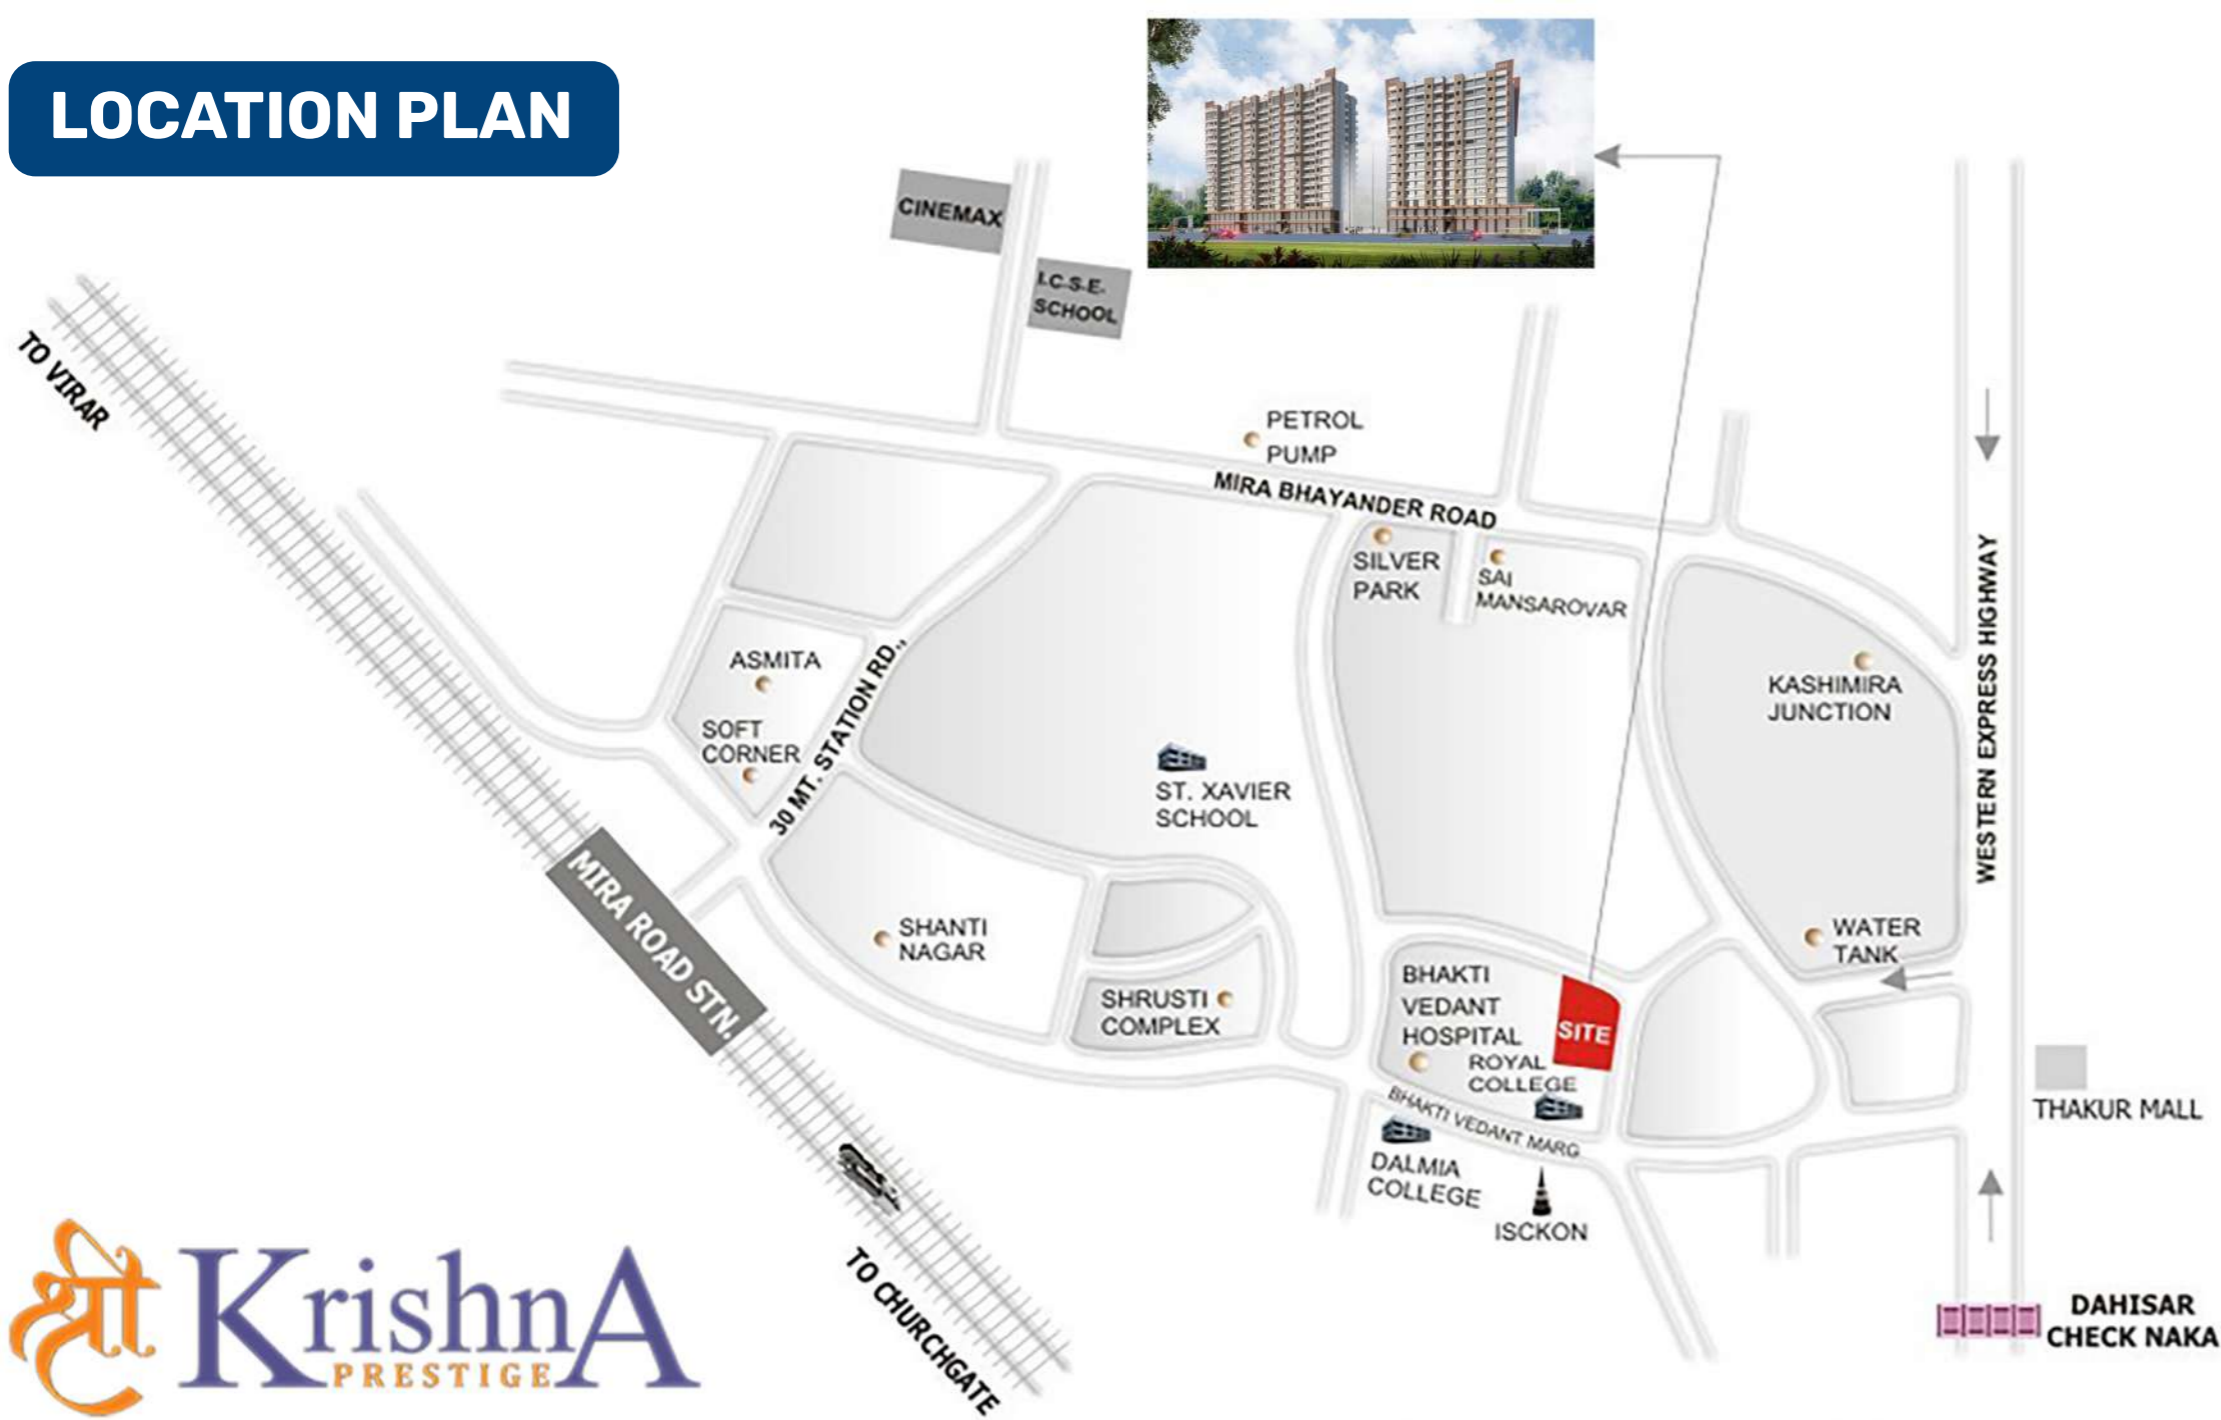 LOCATION PLAN
CINEMAX
I.C.S.E.
SCHOOL
TO VIRAR
PETROL
PUMP
MIRA BHAYANDER ROAD
SILVER
PARK
SAI
MANSAROVAR
ASMITA
SOFT
CORNER
30 MT. STATION RD.,
KASHIMIRA
JUNCTION
WESTERN EXPRESS HIGHWAY
ST. XAVIER
SCHOOL
MIRA ROAD STN.
SHANTI
NAGAR
SHRUSTI
COMPLEX
WATER
TANK
BHAKTI
VEDANT
HOSPITAL
SITE
ROYAL
COLLEGE
BHAKTI VEDANT MARG
DALMIA
COLLEGE
ISCKON
THAKUR MALL
TO CHURCHGATE
DAHISAR
CHECK NAKA
श्री KrishnA
PRESTIGE